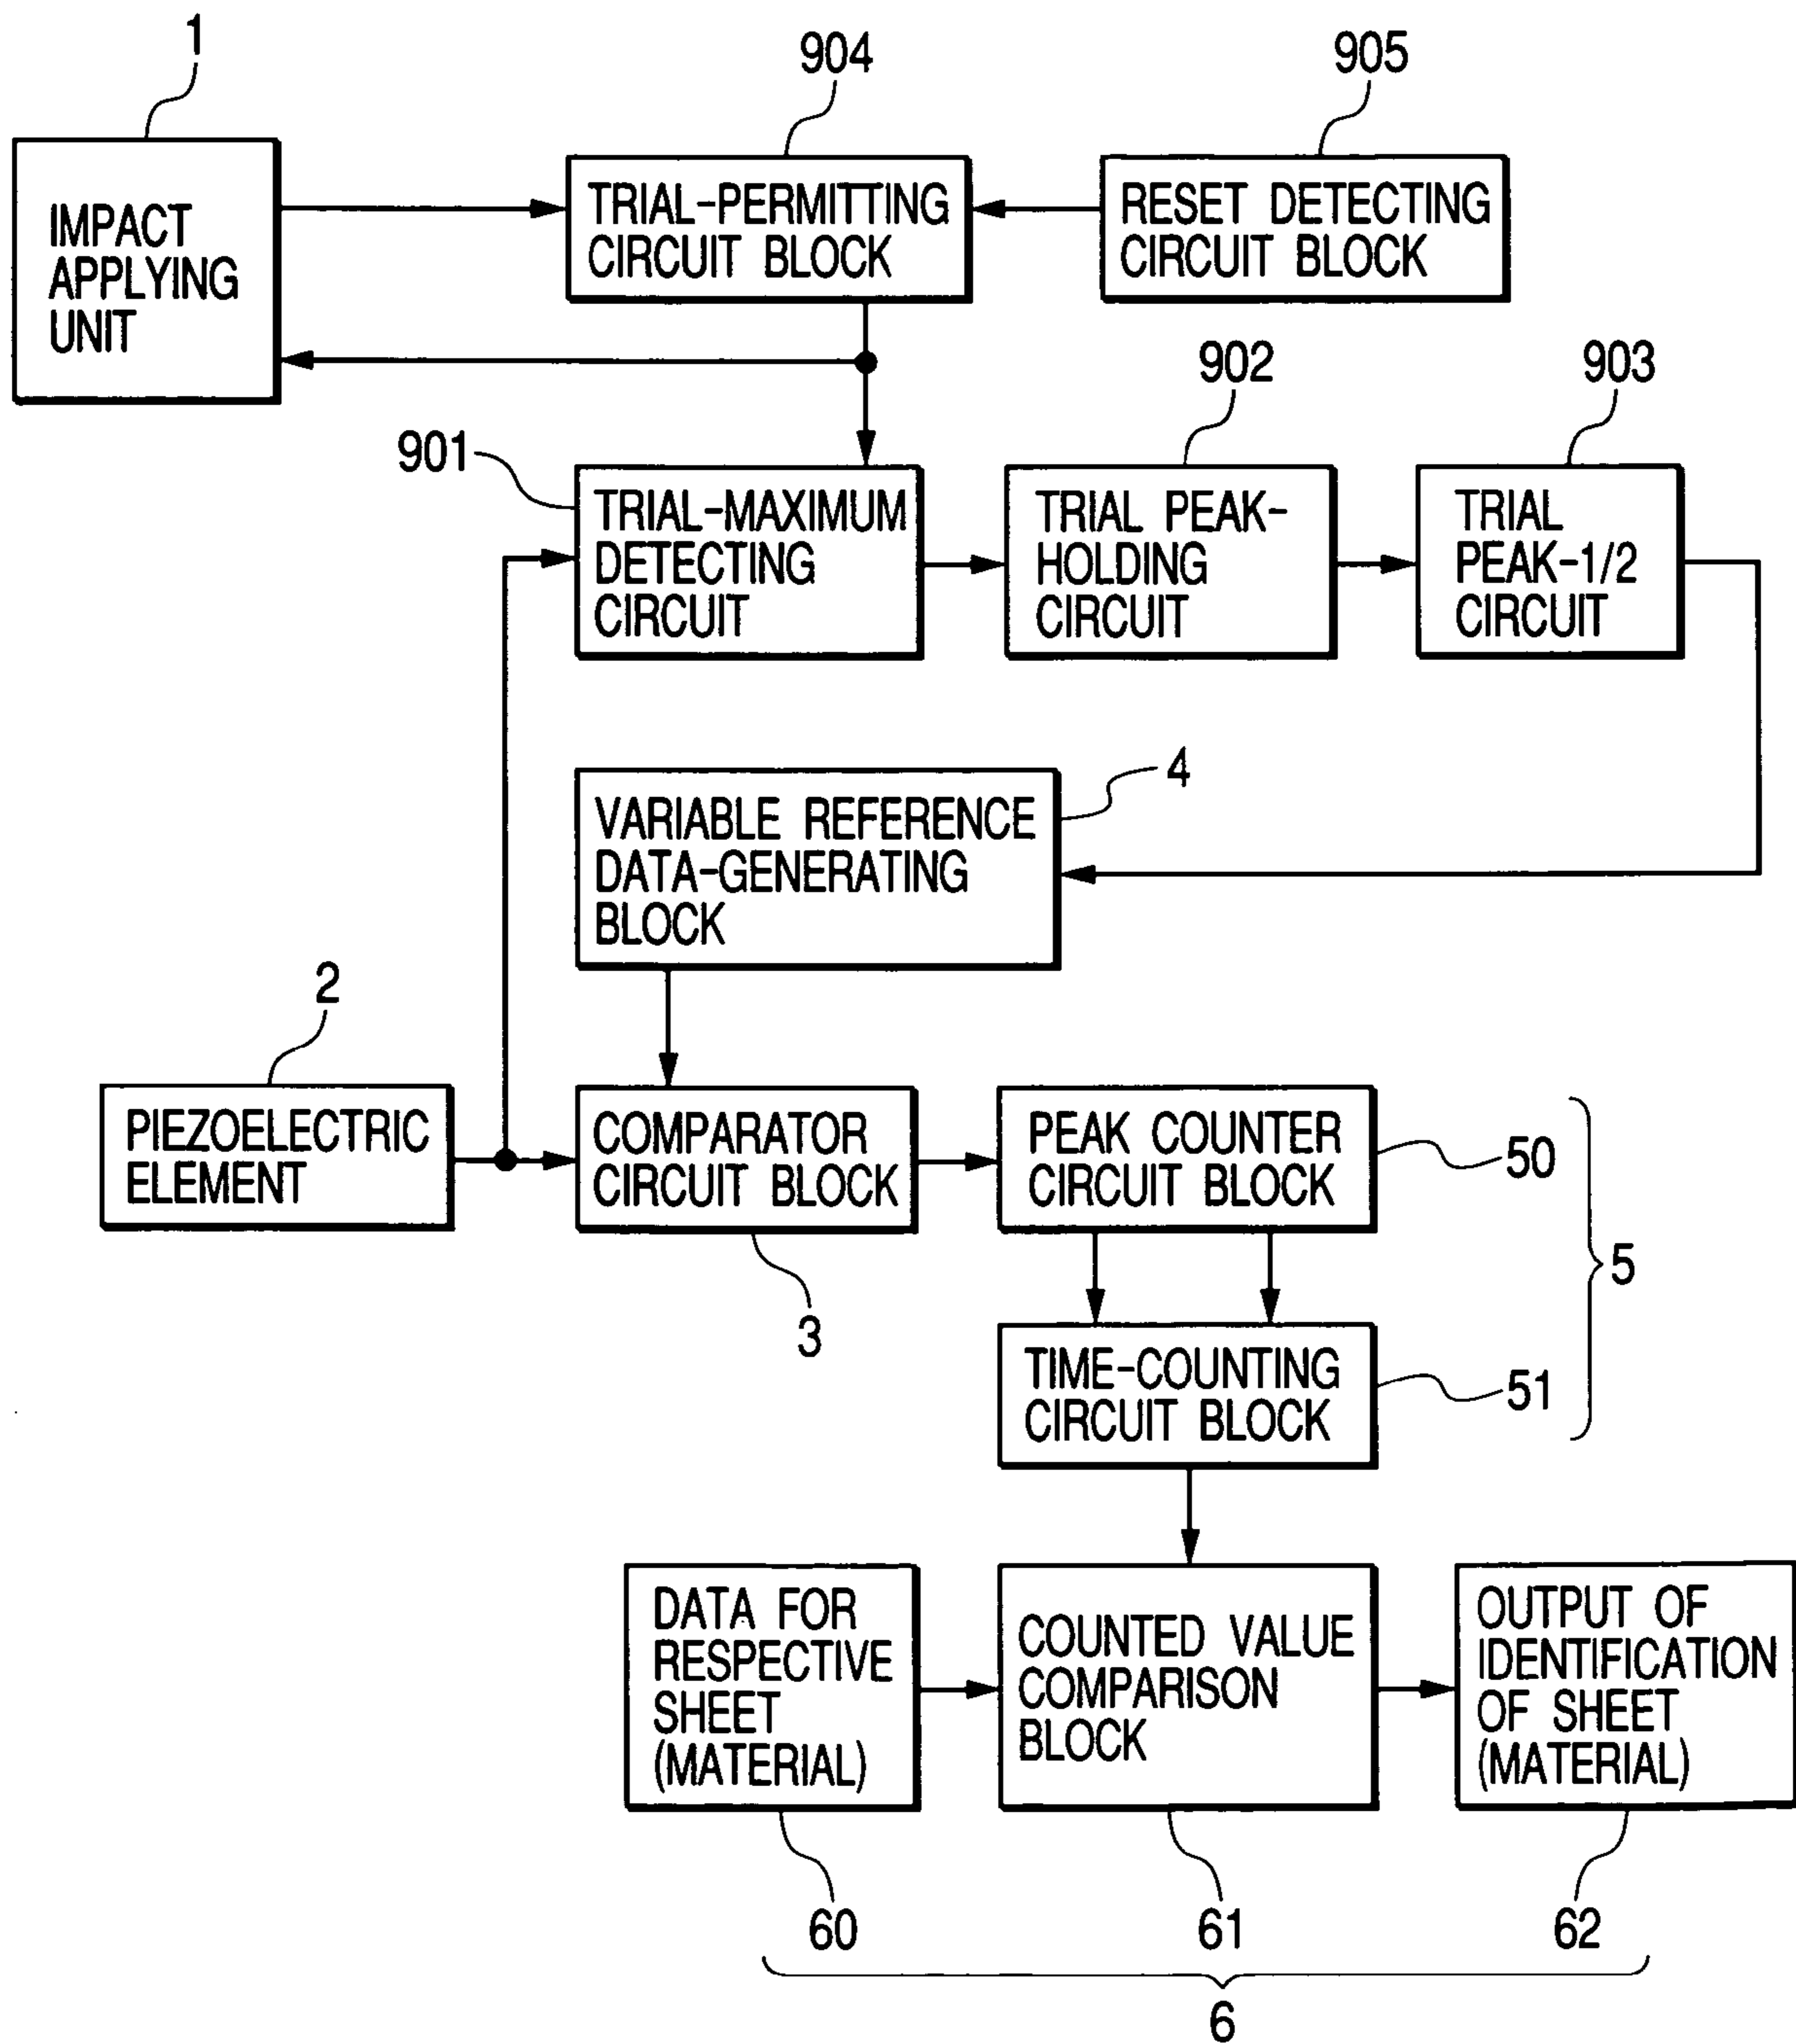 1
904
905
IMPACT
APPLYING
UNIT
TRIAL-PERMITTING
CIRCUIT BLOCK
RESET DETECTING
CIRCUIT BLOCK
901
902
903
TRIAL-MAXIMUM
DETECTING
CIRCUIT
TRIAL PEAK-
HOLDING
CIRCUIT
TRIAL
PEAK-1/2
CIRCUIT
4
VARIABLE REFERENCE
DATA-GENERATING
BLOCK
2
PIEZOELECTRIC
ELEMENT
COMPARATOR
CIRCUIT BLOCK
3
PEAK COUNTER
CIRCUIT BLOCK
50
5
TIME-COUNTING
CIRCUIT BLOCK
51
DATA FOR
RESPECTIVE
SHEET
(MATERIAL)
COUNTED VALUE
COMPARISON
BLOCK
OUTPUT OF
IDENTIFICATION
OF SHEET
(MATERIAL)
60
61
62
6